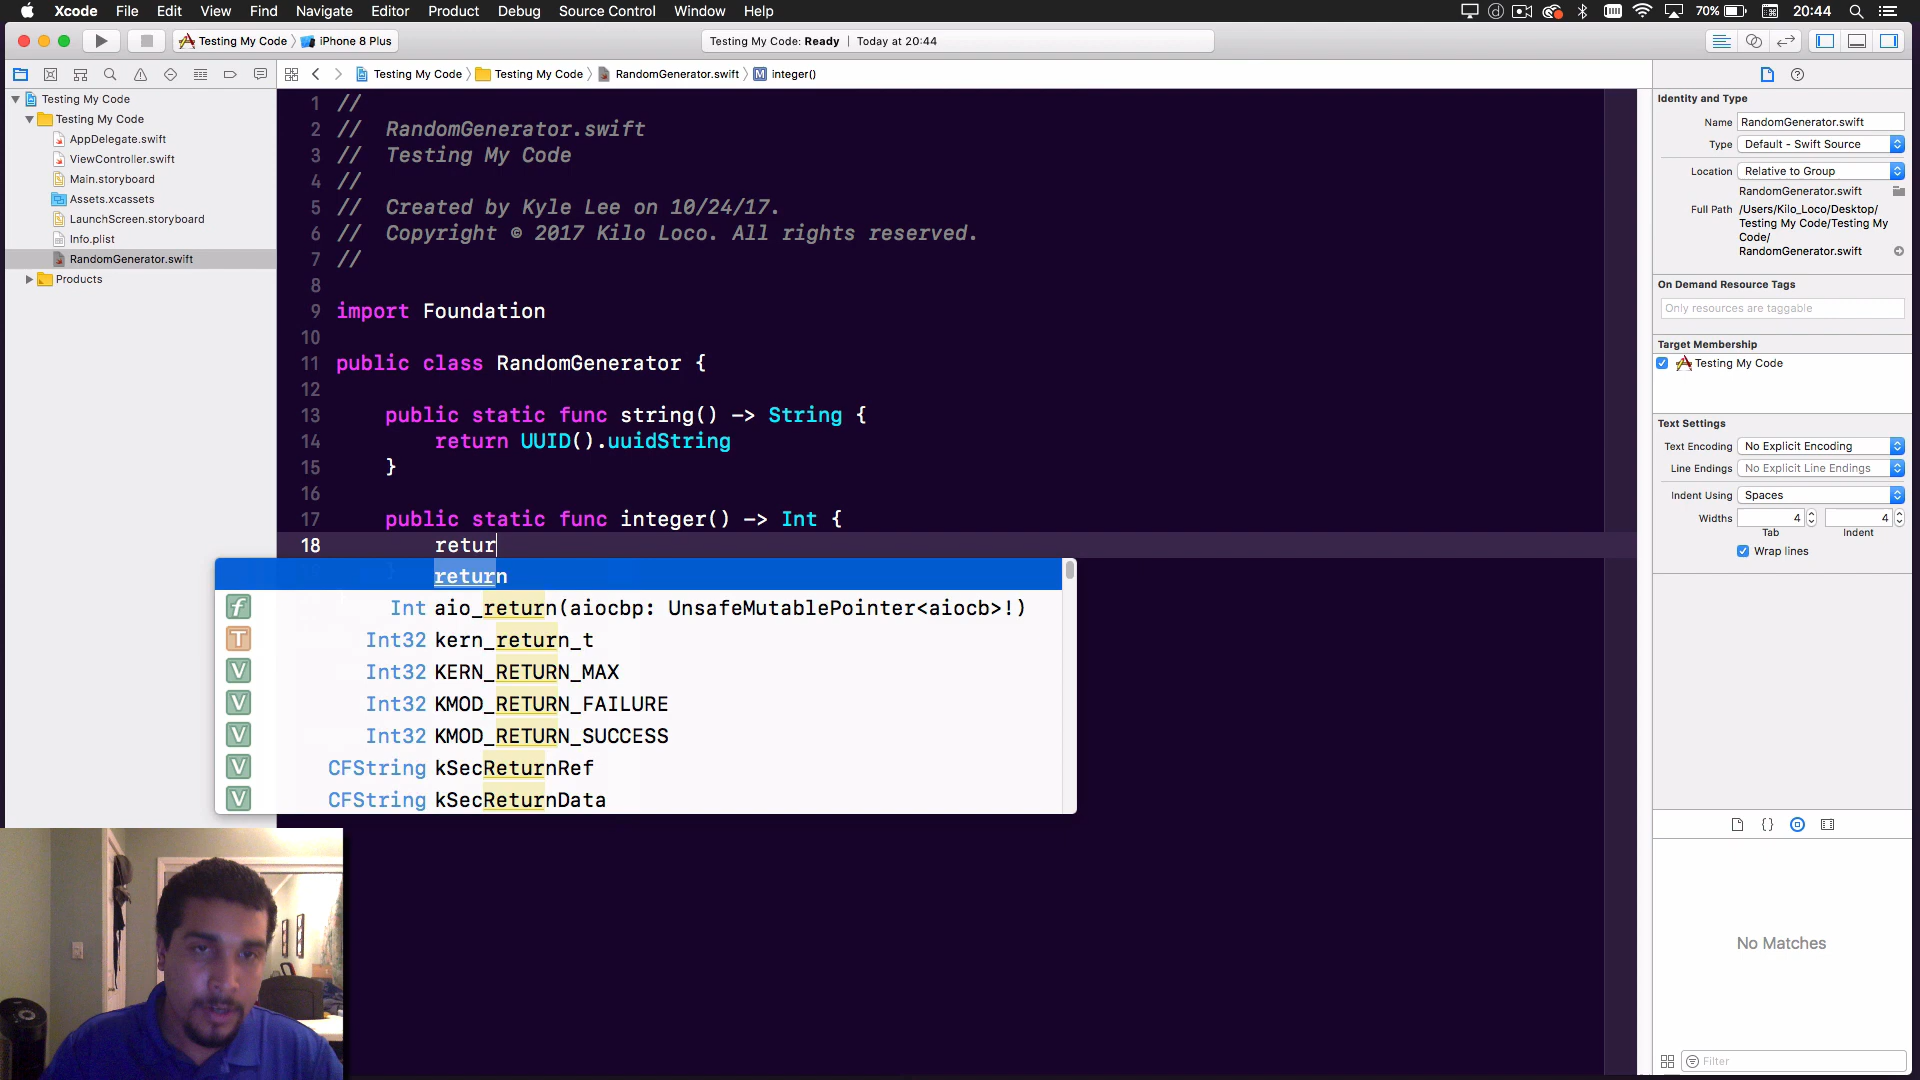 Xcode File Edit View Find Navigate Editor Product Debug Source Control Window Help 70% 20:44
Testing My Code iPhone 8 Plus Testing My Code: Ready Today at 20:44
Testing My Code Testing My Code RandomGenerator.swift M integer()
Testing My Code
Testing My Code
AppDelegate.swift
ViewController.swift
Main.storyboard
Assets.xcassets
LaunchScreen.storyboard
Info.plist
RandomGenerator.swift
Products
1 //
2 // RandomGenerator.swift
3 // Testing My Code
4 //
5 // Created by Kyle Lee on 10/24/17.
6 // Copyright © 2017 Kilo Loco. All rights reserved.
7 //
8
9 import Foundation
10
11 public class RandomGenerator {
12
13 public static func string() -> String {
14 return UUID().uuidString
15 }
16
17 public static func integer() -> Int {
18 retur
return
f Int aio_return(aiocbp: UnsafeMutablePointer<aiocb>!)
T Int32 kern_return_t
V Int32 KERN_RETURN_MAX
V Int32 KMOD_RETURN_FAILURE
V Int32 KMOD_RETURN_SUCCESS
V CFString kSecReturnRef
V CFString kSecReturnData
Identity and Type
Name RandomGenerator.swift
Type Default - Swift Source
Location Relative to Group
RandomGenerator.swift
Full Path /Users/Kilo_Loco/Desktop/
Testing My Code/Testing My
Code/
RandomGenerator.swift
On Demand Resource Tags
Only resources are taggable
Target Membership
Testing My Code
Text Settings
Text Encoding No Explicit Encoding
Line Endings No Explicit Line Endings
Indent Using Spaces
Widths 4 4
Tab Indent
Wrap lines
{}
No Matches
Filter